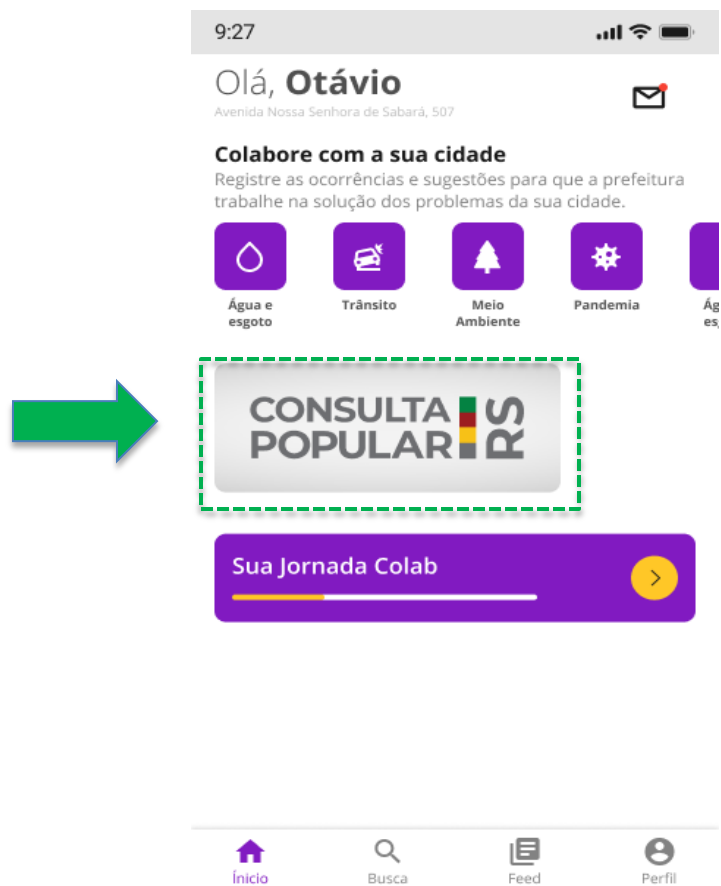 9:27
Olá, Otávio
Avenida Nossa Senhora de Sabará, 507
Colabore com a sua cidade
Registre as ocorrências e sugestões para que a prefeitura
trabalhe na solução dos problemas da sua cidade.
Água e
esgoto
Trânsito
Meio
Ambiente
Pandemia
CONSULTA
POPULAR
RS
Sua Jornada Colab
Ínicio
Busca
Feed
Perfil